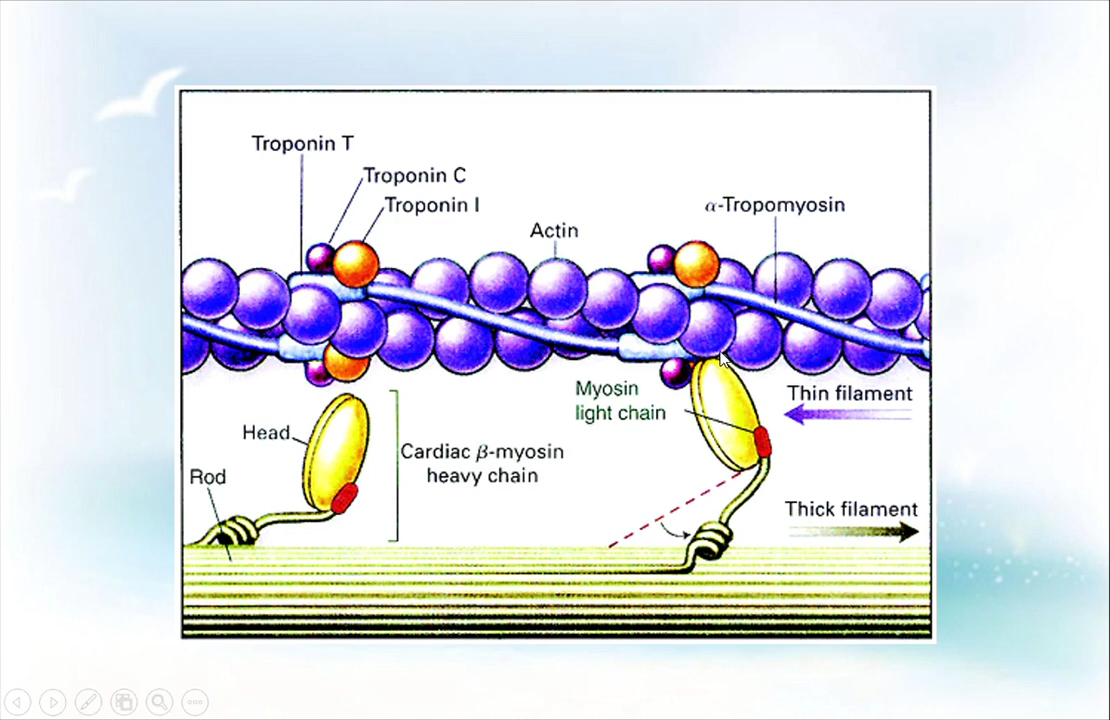 Troponin T
Troponin C
Troponin I
Actin
α-Tropomyosin
Myosin
light chain
Thin filament
Head
Cardiac β-myosin
heavy chain
Rod
Thick filament